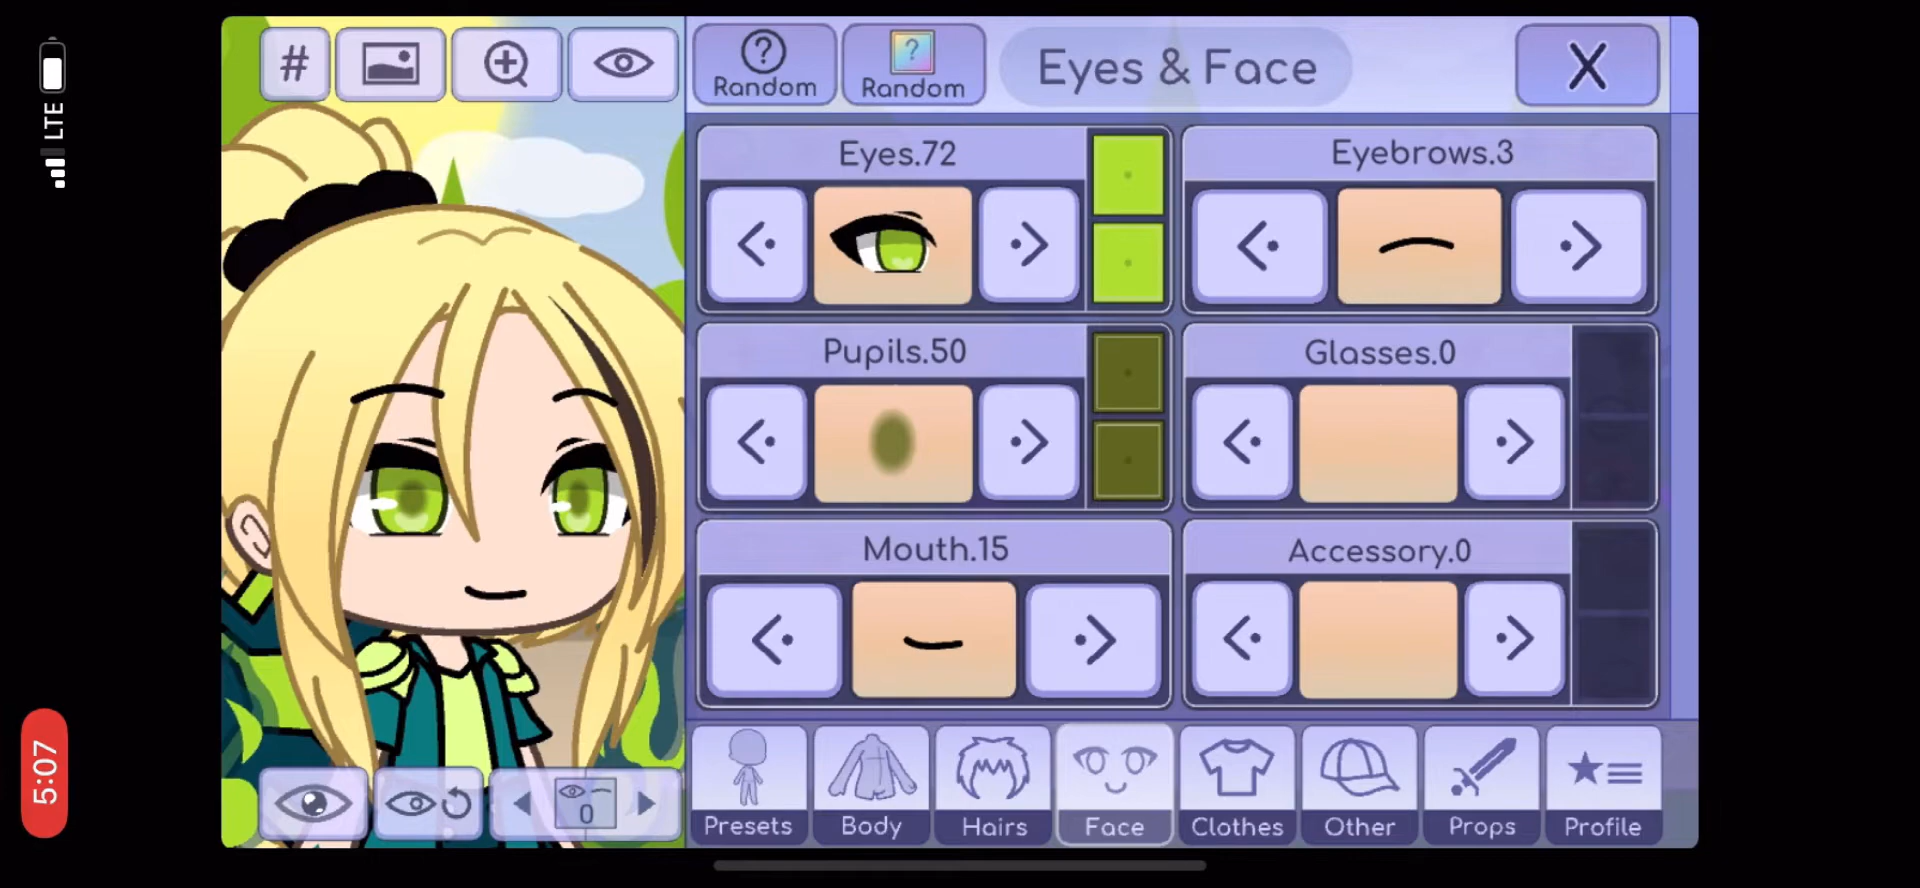 LTE
5:07
#
Random
Random
Eyes & Face
X
Eyes.72
Eyebrows.3
Pupils.50
Glasses.0
Mouth.15
Accessory.0
0
Presets
Body
Hairs
Face
Clothes
Other
Props
Profile